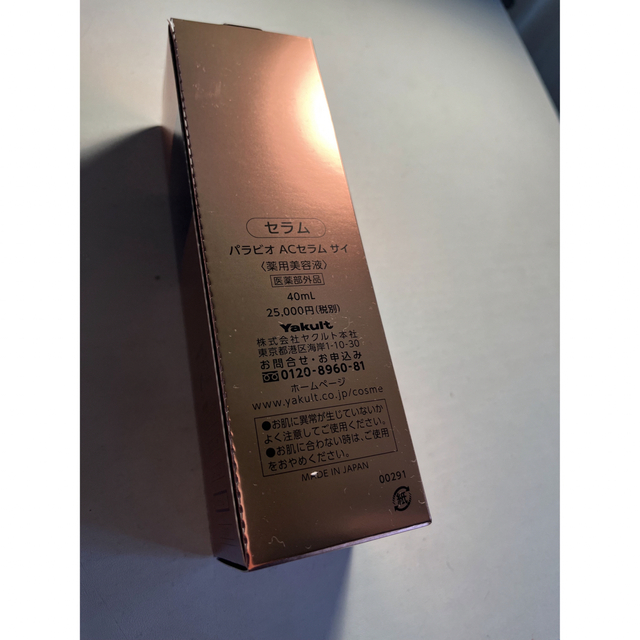 セラム
パラビオ ACセラム サイ
〈薬用美容液〉
医薬部外品
40mL
25,000円(税別)
Yakult
株式会社ヤクルト本社
東京都港区海岸1-10-30
お問合せ・お申込み
0120-8960-81
ホームページ
www.yakult.co.jp/cosme
●お肌に異常が生じていないか
よく注意してご使用ください。
●お肌に合わない時は、ご使用
をおやめください。
MADE IN JAPAN
00291
紙